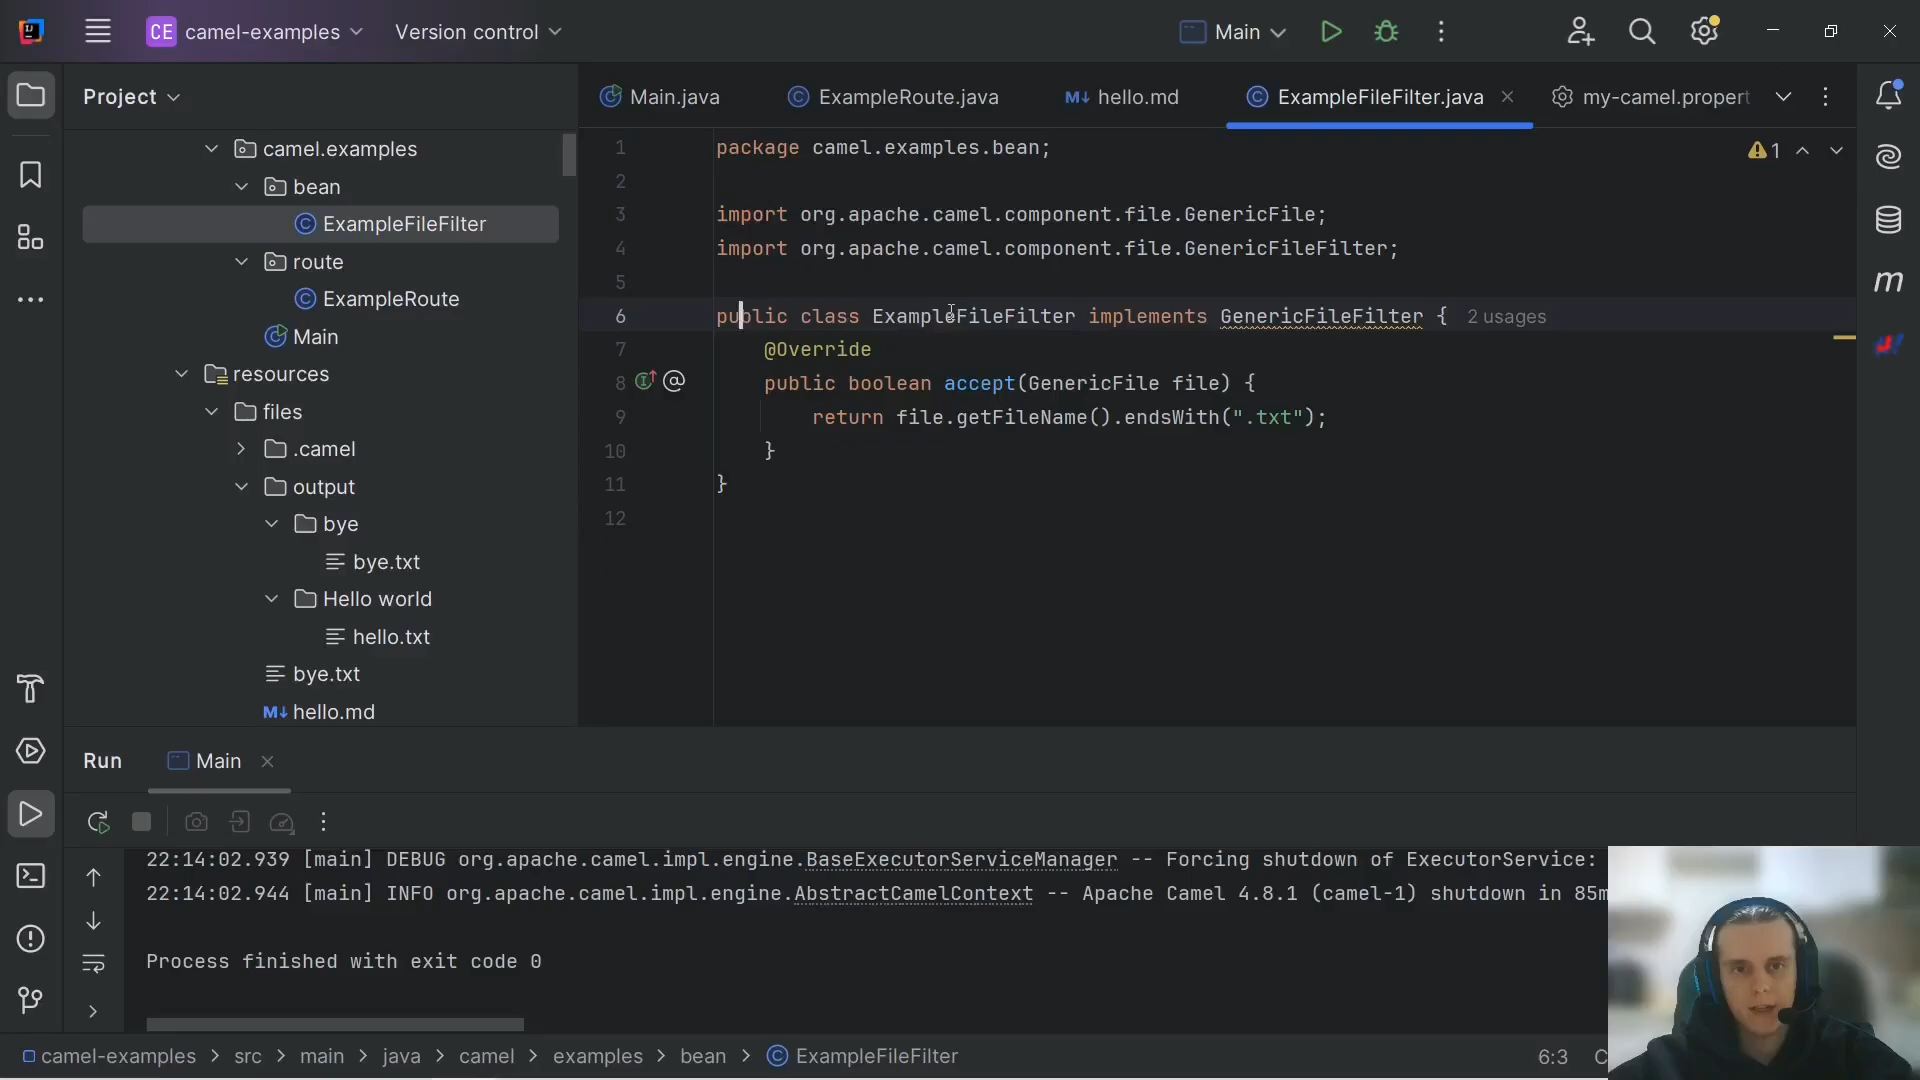 CE camel-examples
Version control
Main
Project
Main.java
ExampleRoute.java
M↓ hello.md
ExampleFileFilter.java
my-camel.propert
camel.examples
bean
ExampleFileFilter
route
ExampleRoute
Main
resources
files
.camel
output
bye
bye.txt
Hello world
hello.txt
bye.txt
M↓ hello.md
1 package camel.examples.bean;
2
3 import org.apache.camel.component.file.GenericFile;
4 import org.apache.camel.component.file.GenericFileFilter;
5
6 public class ExampleFileFilter implements GenericFileFilter { 2 usages
7 @Override
8 public boolean accept(GenericFile file) {
9 return file.getFileName().endsWith(".txt");
10 }
11 }
12
1
m
Run
Main
22:14:02.939 [main] DEBUG org.apache.camel.impl.engine.BaseExecutorServiceManager -- Forcing shutdown of ExecutorService:
22:14:02.944 [main] INFO org.apache.camel.impl.engine.AbstractCamelContext -- Apache Camel 4.8.1 (camel-1) shutdown in 85m
Process finished with exit code 0
camel-examples > src > main > java > camel > examples > bean > ExampleFileFilter
6:3